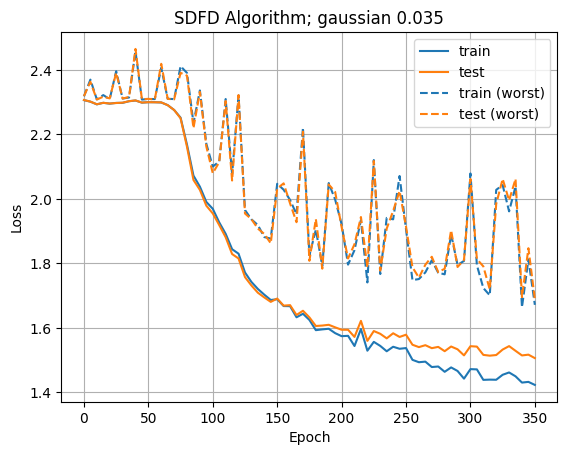 SDFD Algorithm; gaussian 0.035
train
test
train (worst)
test (worst)
Loss
2.4
2.2
2.0
1.8
1.6
1.4
0 50 100 150 200 250 300 350
Epoch